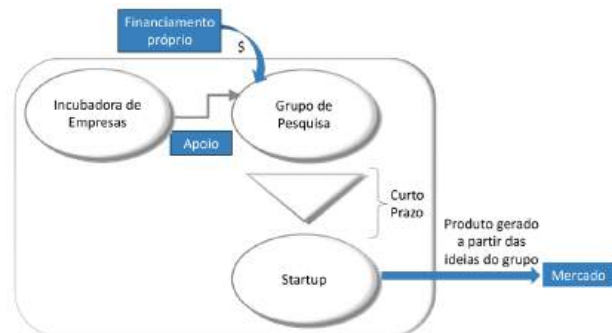 Financiamento
próprio
$
Incubadora de
Empresas
Grupo de
Pesquisa
Apoio
Curto
Prazo
Produto gerado
a partir das
ideias do grupo
Startup
Mercado